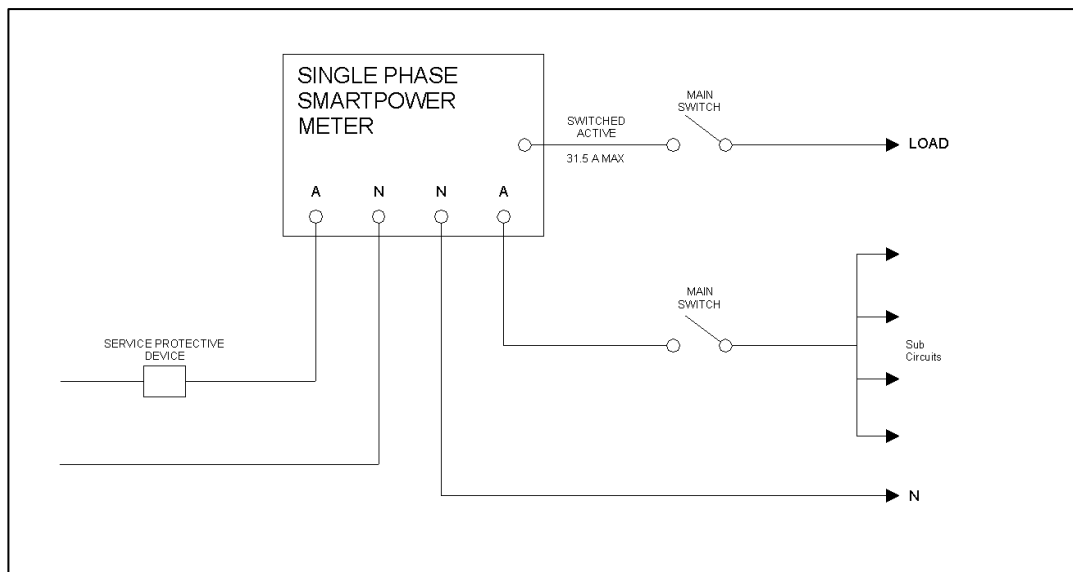 SINGLE PHASE
SMARTPOWER
METER
SWITCHED
ACTIVE
31.5 A MAX
MAIN
SWITCH
LOAD
A
N
N
A
MAIN
SWITCH
Sub
Circuits
SERVICE PROTECTIVE
DEVICE
N